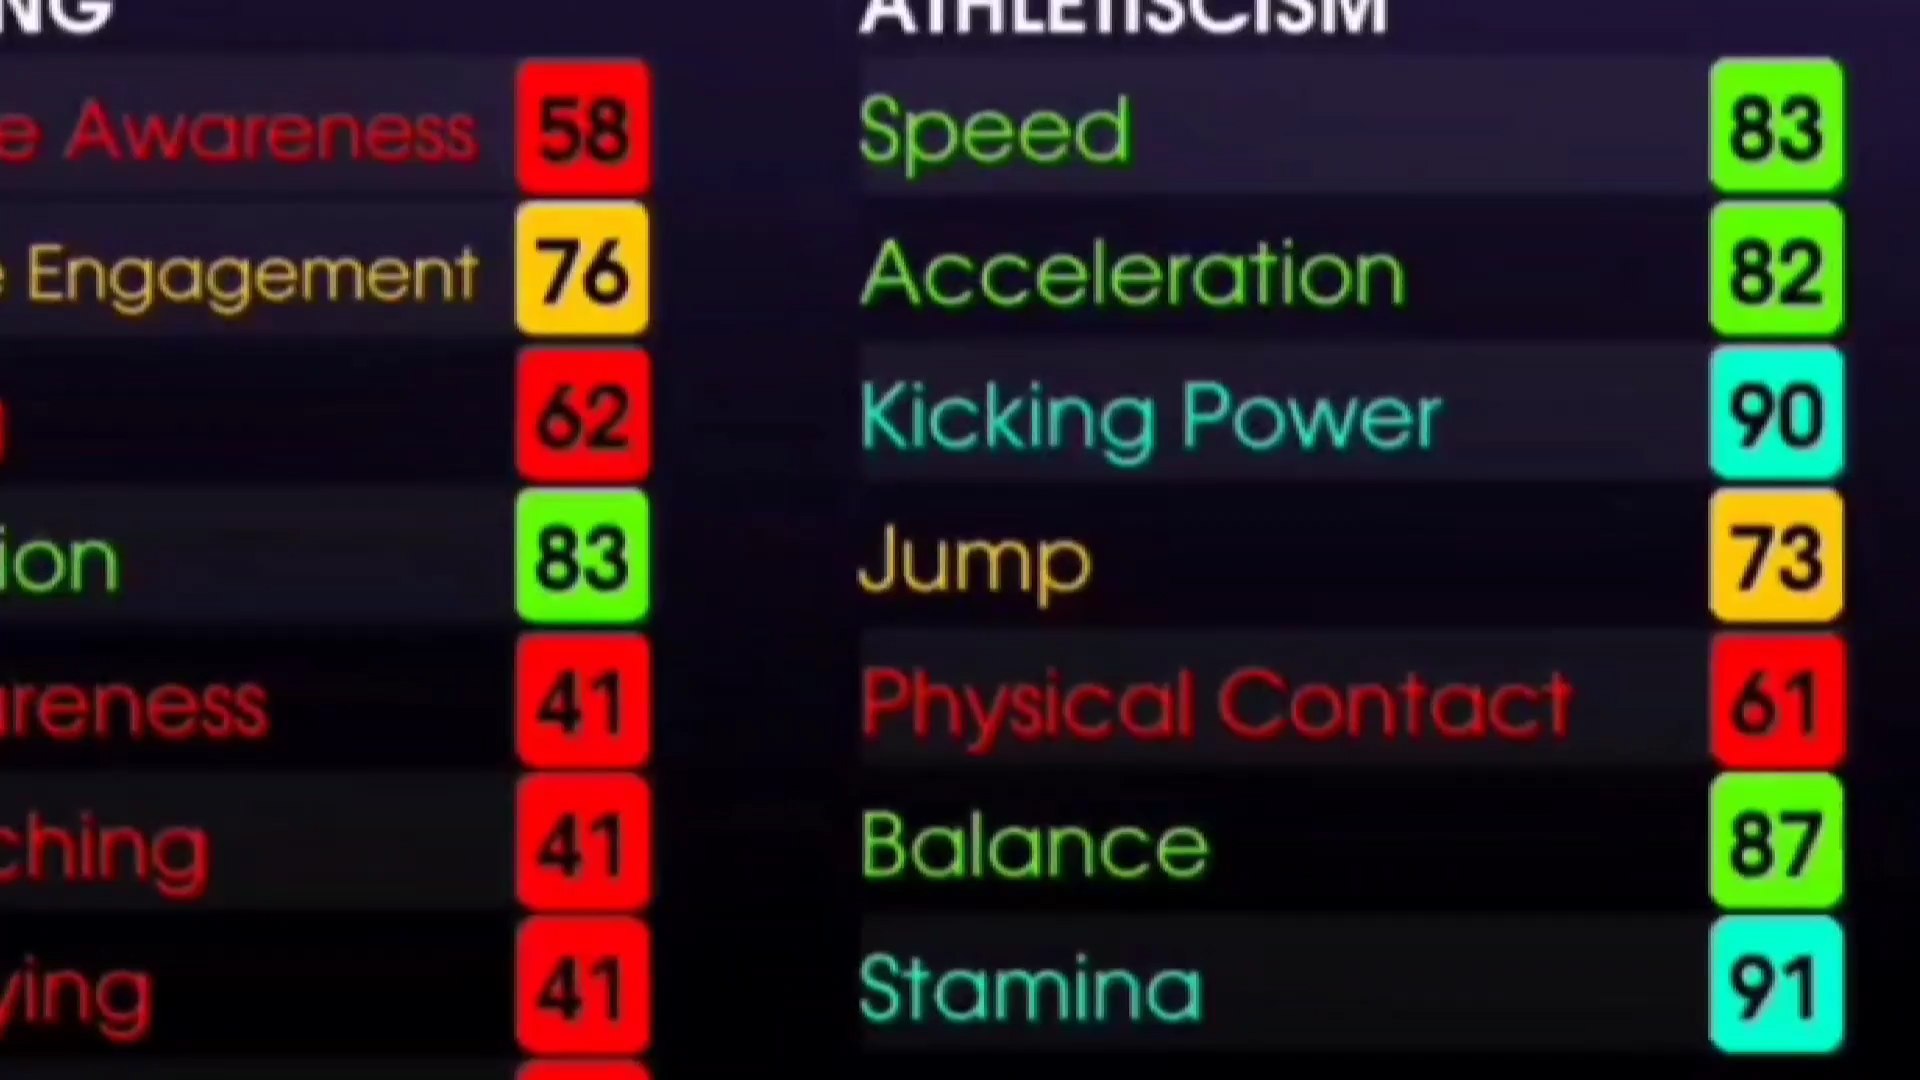 NG
e Awareness 58
e Engagement 76
62
ion 83
areness 41
ching 41
ying 41
ATHLETISCISM
Speed 83
Acceleration 82
Kicking Power 90
Jump 73
Physical Contact 61
Balance 87
Stamina 91